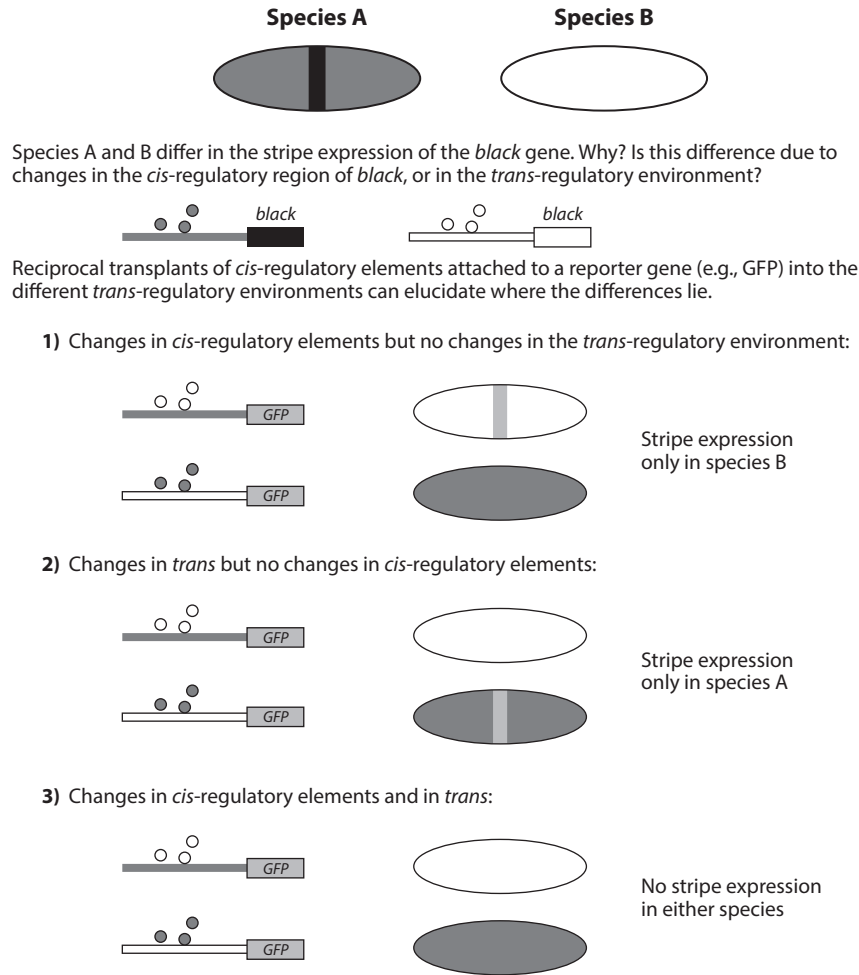 Species A
Species B
Species A and B differ in the stripe expression of the black gene. Why? Is this difference due to
changes in the cis-regulatory region of black, or in the trans-regulatory environment?
black
black
Reciprocal transplants of cis-regulatory elements attached to a reporter gene (e.g., GFP) into the
different trans-regulatory environments can elucidate where the differences lie.
1) Changes in cis-regulatory elements but no changes in the trans-regulatory environment:
GFP
GFP
Stripe expression
only in species B
2) Changes in trans but no changes in cis-regulatory elements:
GFP
GFP
Stripe expression
only in species A
3) Changes in cis-regulatory elements and in trans:
GFP
GFP
No stripe expression
in either species